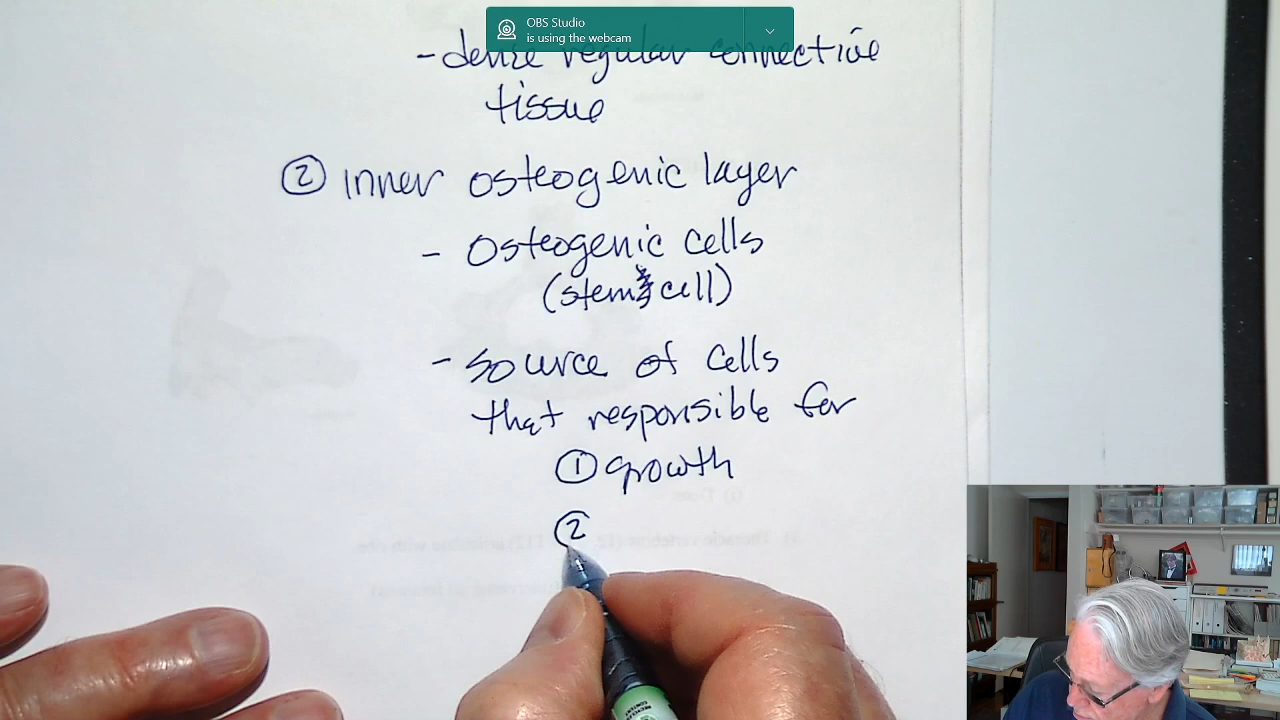 OBS Studio
is using the webcam
- dense regular connective
tissue
② inner osteogenic layer
- Osteogenic cells
(stem cell)
- source of cells
that responsible for
① growth
②